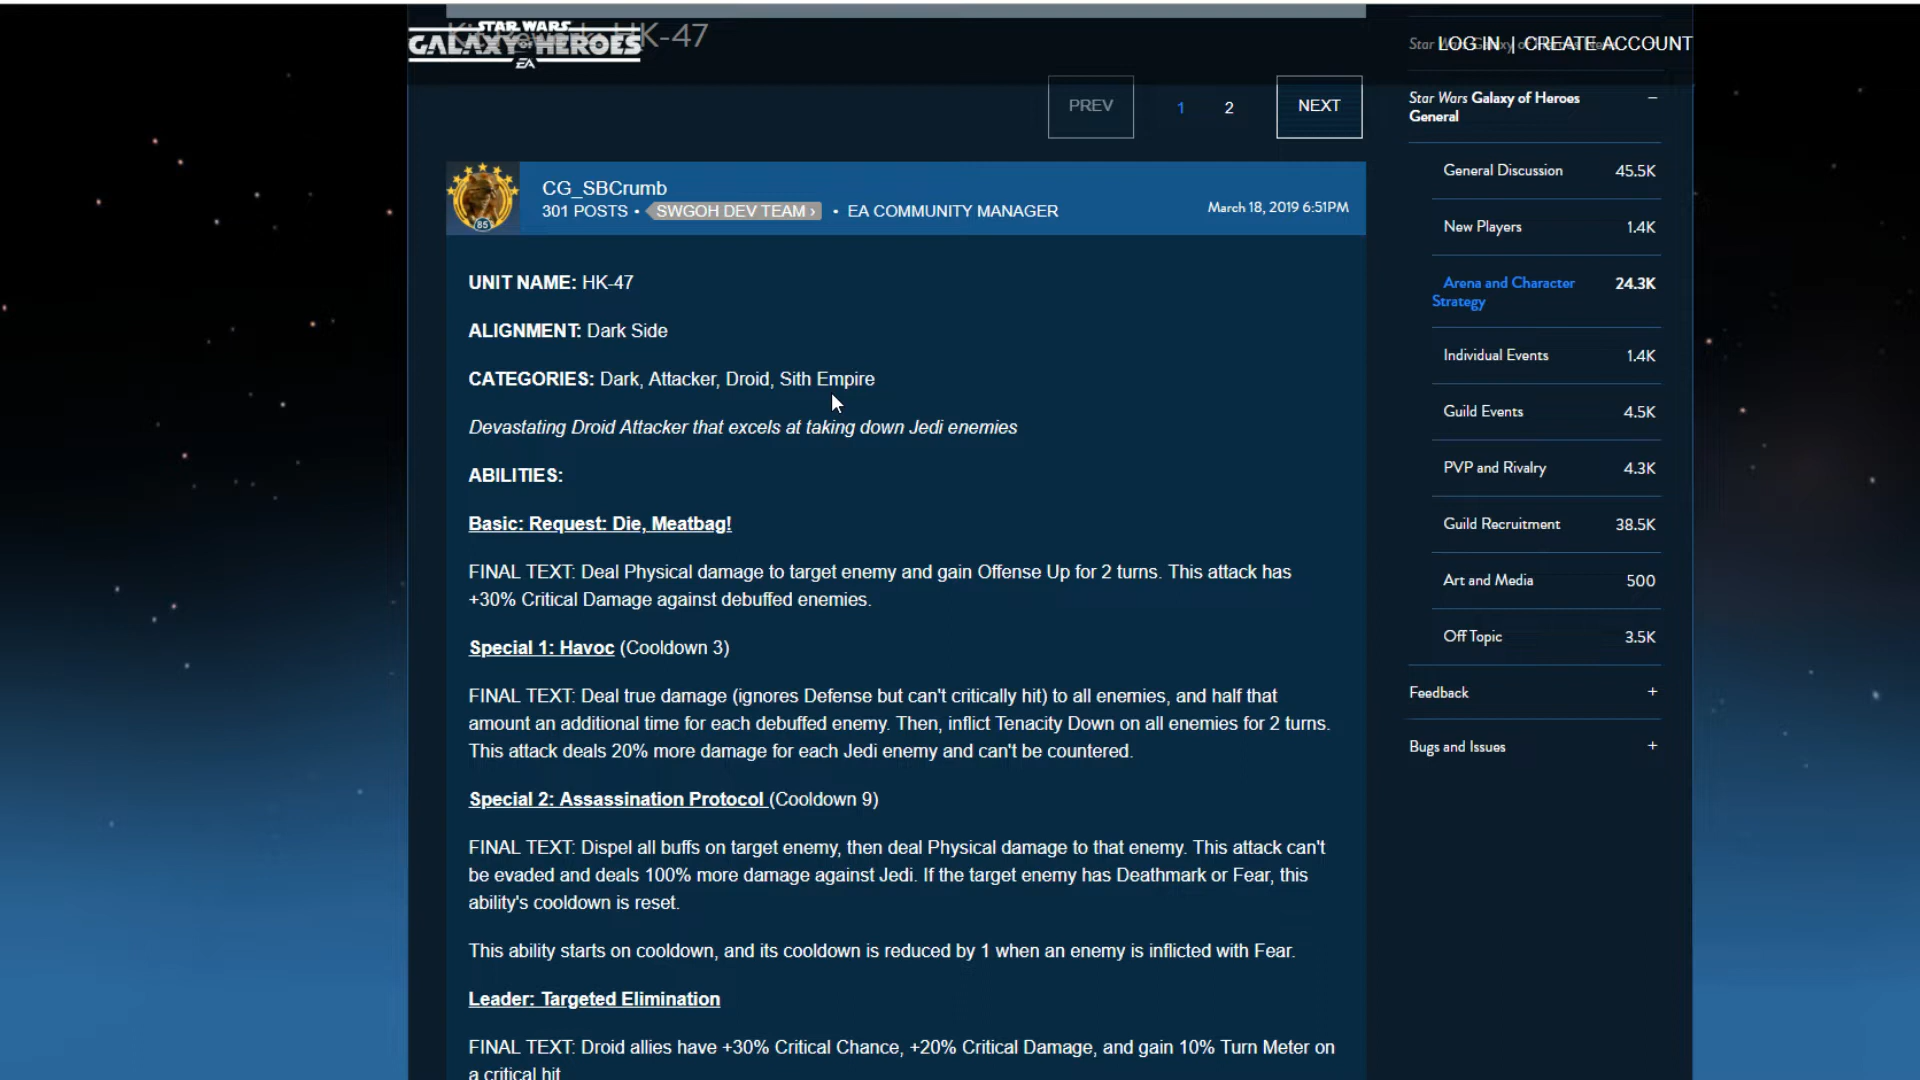 STAR WARS
GALAXY OF HEROES
EA
HK-47
LOG IN | CREATE ACCOUNT
PREV
1
2
NEXT
CG_SBCrumb
301 POSTS • SWGOH DEV TEAM › • EA COMMUNITY MANAGER
March 18, 2019 6:51PM
85
UNIT NAME: HK-47
ALIGNMENT: Dark Side
CATEGORIES: Dark, Attacker, Droid, Sith Empire
Devastating Droid Attacker that excels at taking down Jedi enemies
ABILITIES:
Basic: Request: Die, Meatbag!
FINAL TEXT: Deal Physical damage to target enemy and gain Offense Up for 2 turns. This attack has
+30% Critical Damage against debuffed enemies.
Special 1: Havoc (Cooldown 3)
FINAL TEXT: Deal true damage (ignores Defense but can't critically hit) to all enemies, and half that
amount an additional time for each debuffed enemy. Then, inflict Tenacity Down on all enemies for 2 turns.
This attack deals 20% more damage for each Jedi enemy and can't be countered.
Special 2: Assassination Protocol (Cooldown 9)
FINAL TEXT: Dispel all buffs on target enemy, then deal Physical damage to that enemy. This attack can't
be evaded and deals 100% more damage against Jedi. If the target enemy has Deathmark or Fear, this
ability's cooldown is reset.
This ability starts on cooldown, and its cooldown is reduced by 1 when an enemy is inflicted with Fear.
Leader: Targeted Elimination
FINAL TEXT: Droid allies have +30% Critical Chance, +20% Critical Damage, and gain 10% Turn Meter on
a critical hit
Star Wars Galaxy of Heroes –
General
General Discussion 45.5K
New Players 1.4K
Arena and Character 24.3K
Strategy
Individual Events 1.4K
Guild Events 4.5K
PVP and Rivalry 4.3K
Guild Recruitment 38.5K
Art and Media 500
Off Topic 3.5K
Feedback +
Bugs and Issues +